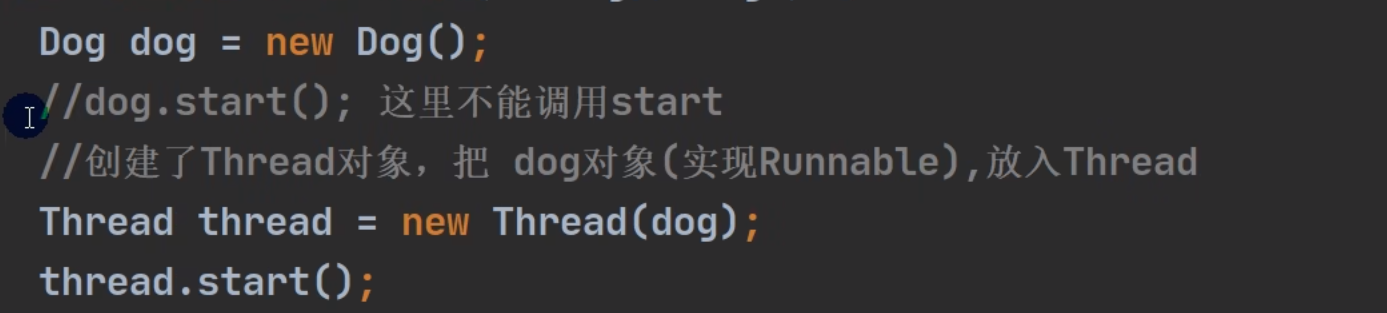 Dog dog = new Dog();
//dog.start(); 这里不能调用start
//创建了Thread对象，把 dog对象(实现Runnable),放入Thread
Thread thread = new Thread(dog);
thread.start();